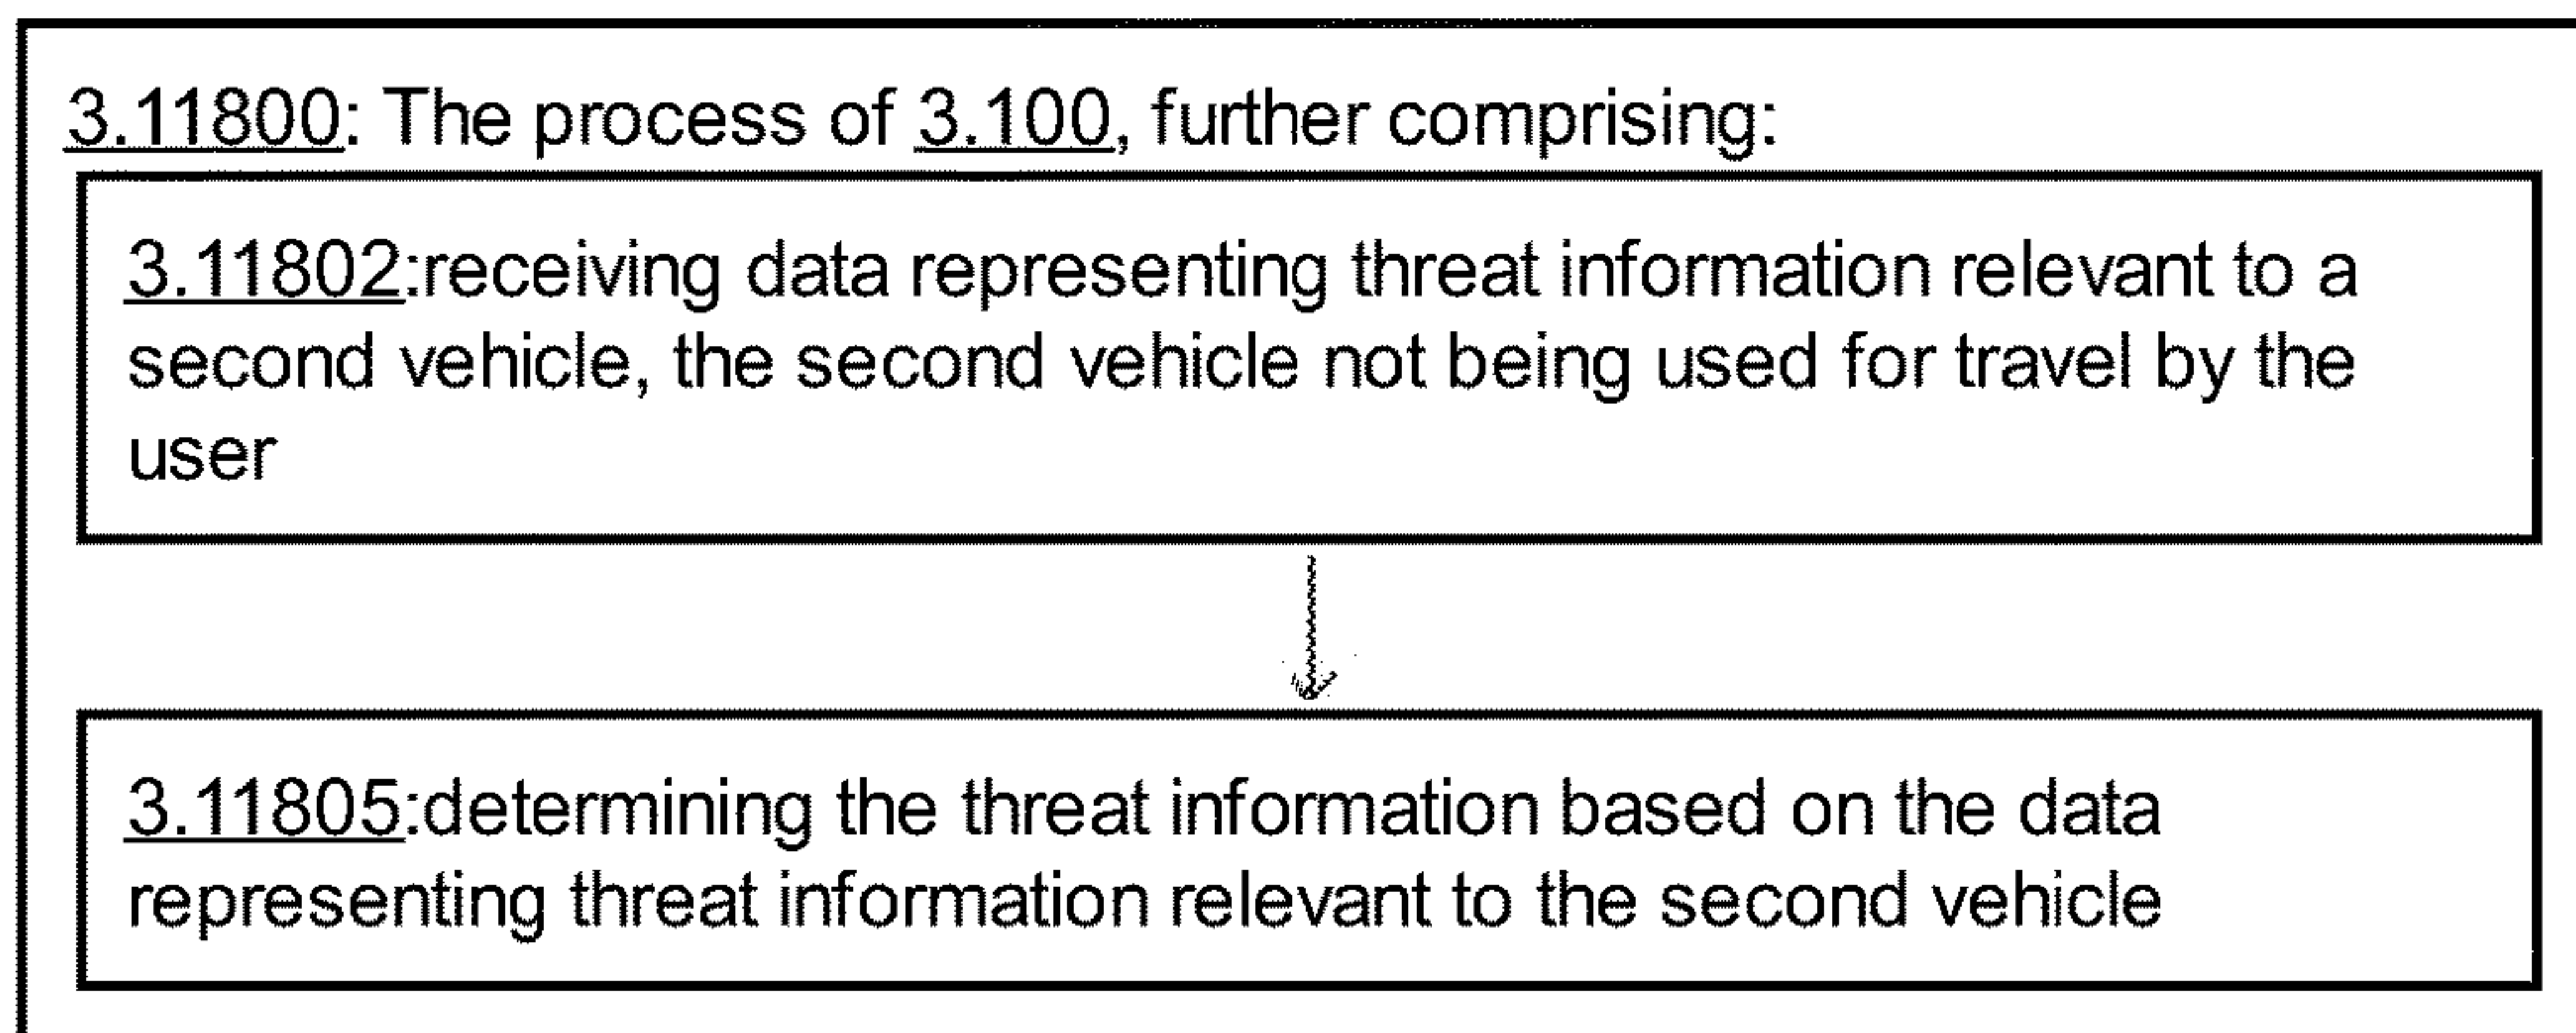 3.11800: The process of 3.100, further comprising:
3.11802:receiving data representing threat information relevant to a
second vehicle, the second vehicle not being used for travel by the
user
3.11805:determining the threat information based on the data
representing threat information relevant to the second vehicle